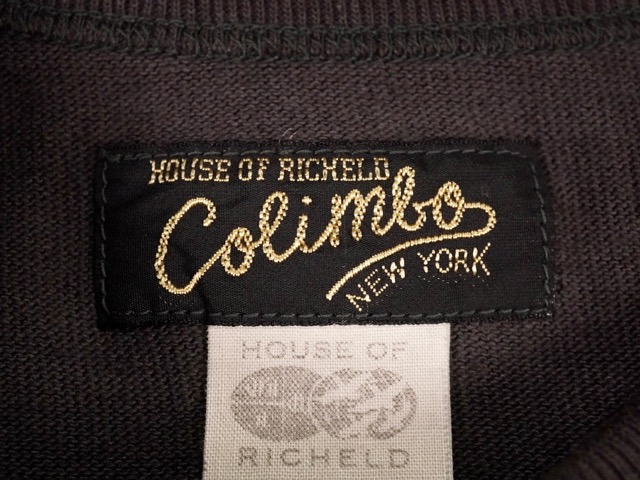 HOUSE OF RICHELD
Colimbo
NEW YORK
HOUSE OF
RICHELD